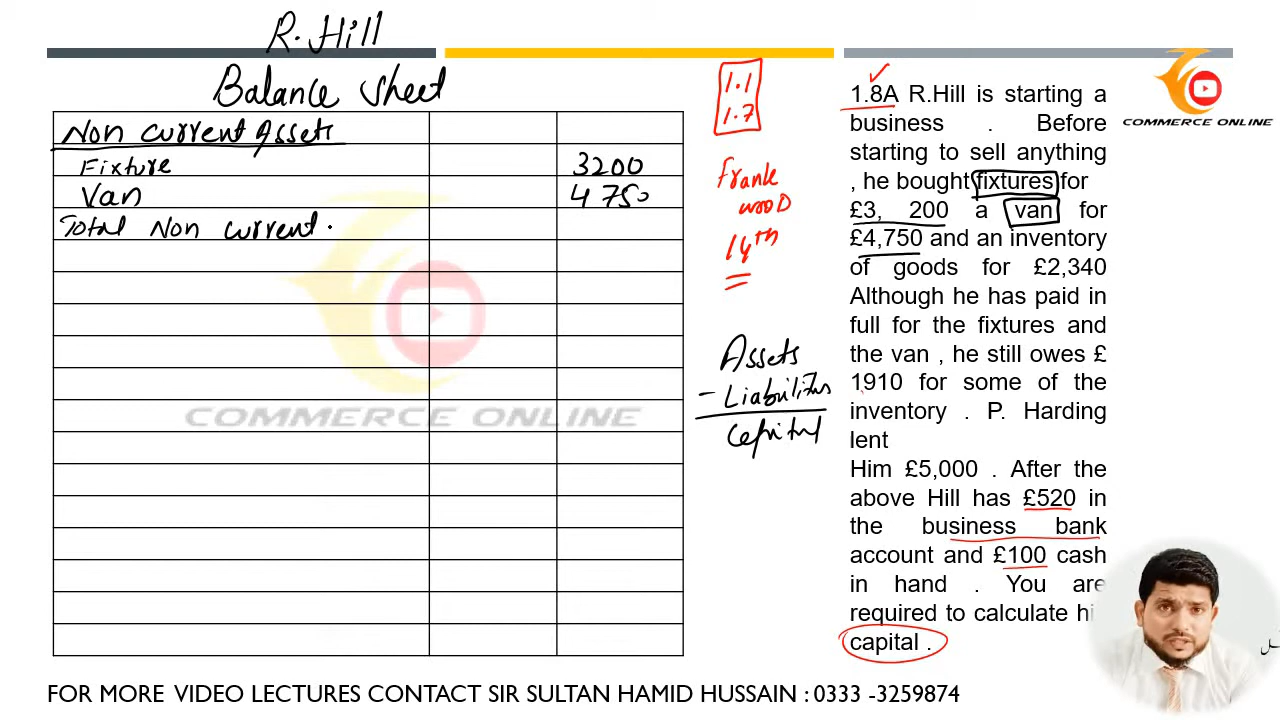 R. Hill
Balance sheet
Non current Assets
Fixture 3200
Van 4750
Total Non current
COMMERCE ONLINE
1.1
1.7
Frank
wood
14th
Assets
- Liabilities
Capital
1.8A R.Hill is starting a
business . Before
starting to sell anything
, he bought fixtures for
£3, 200 a van for
£4,750 and an inventory
of goods for £2,340
Although he has paid in
full for the fixtures and
the van , he still owes £
1910 for some of the
inventory . P. Harding
lent
Him £5,000 . After the
above Hill has £520 in
the business bank
account and £100 cash
in hand . You are
required to calculate hi
capital .
COMMERCE ONLINE
FOR MORE VIDEO LECTURES CONTACT SIR SULTAN HAMID HUSSAIN : 0333 -3259874